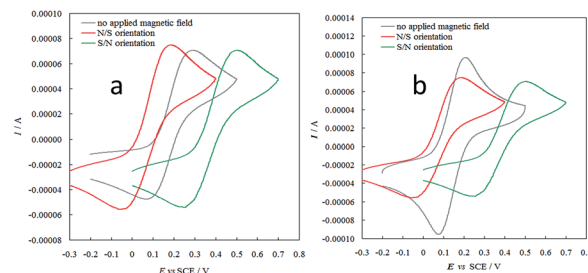 0.00010
0.00008
0.00006
0.00004
0.00002
0.00000
-0.00002
-0.00004
-0.00006
-0.00008
I / A
no applied magnetic field
N/S orientation
S/N orientation
a
-0.3 -0.2 -0.1 0 0.1 0.2 0.3 0.4 0.5 0.6 0.7 0.8
E vs SCE / V
0.00014
0.00012
0.00010
0.00008
0.00006
0.00004
0.00002
0.00000
-0.00002
-0.00004
-0.00006
-0.00008
-0.00010
I / A
no applied magnetic field
N/S orientation
S/N orientation
b
-0.3 -0.2 -0.1 0 0.1 0.2 0.3 0.4 0.5 0.6 0.7 0.8
E vs SCE / V